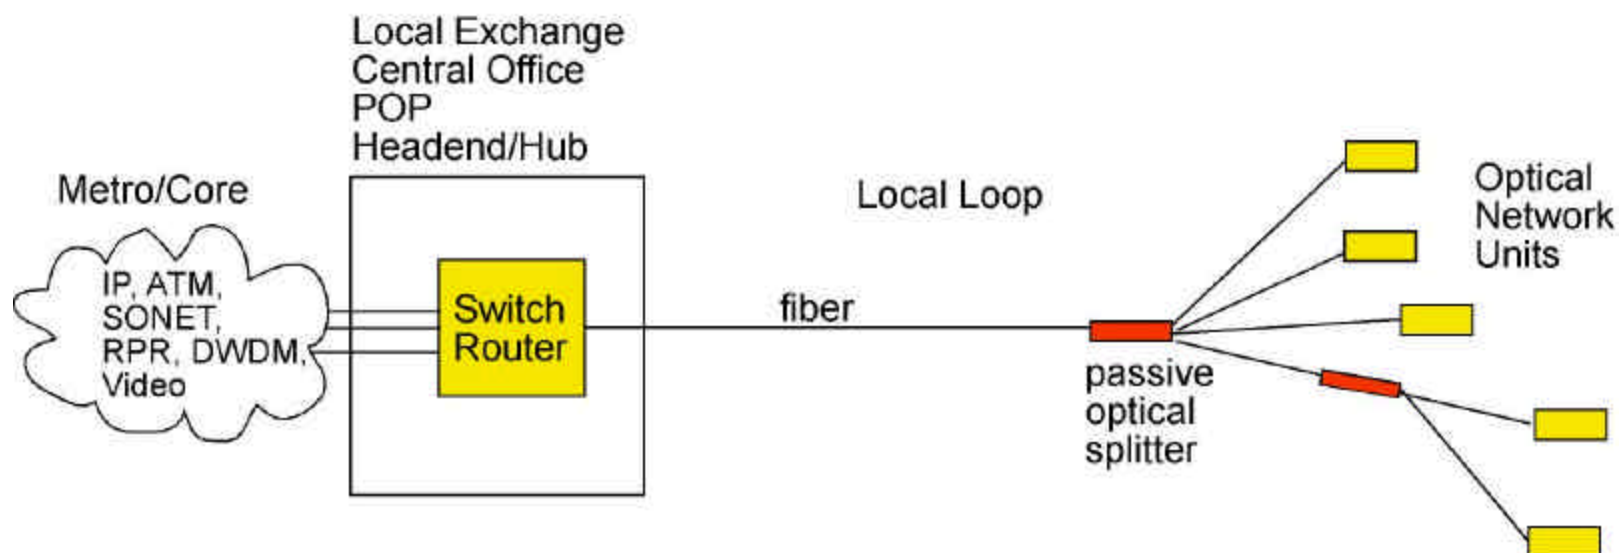 Local Exchange
Central Office
POP
Headend/Hub
Metro/Core
IP, ATM,
SONET,
RPR, DWDM,
Video
Switch
Router
Local Loop
fiber
passive
optical
splitter
Optical
Network
Units